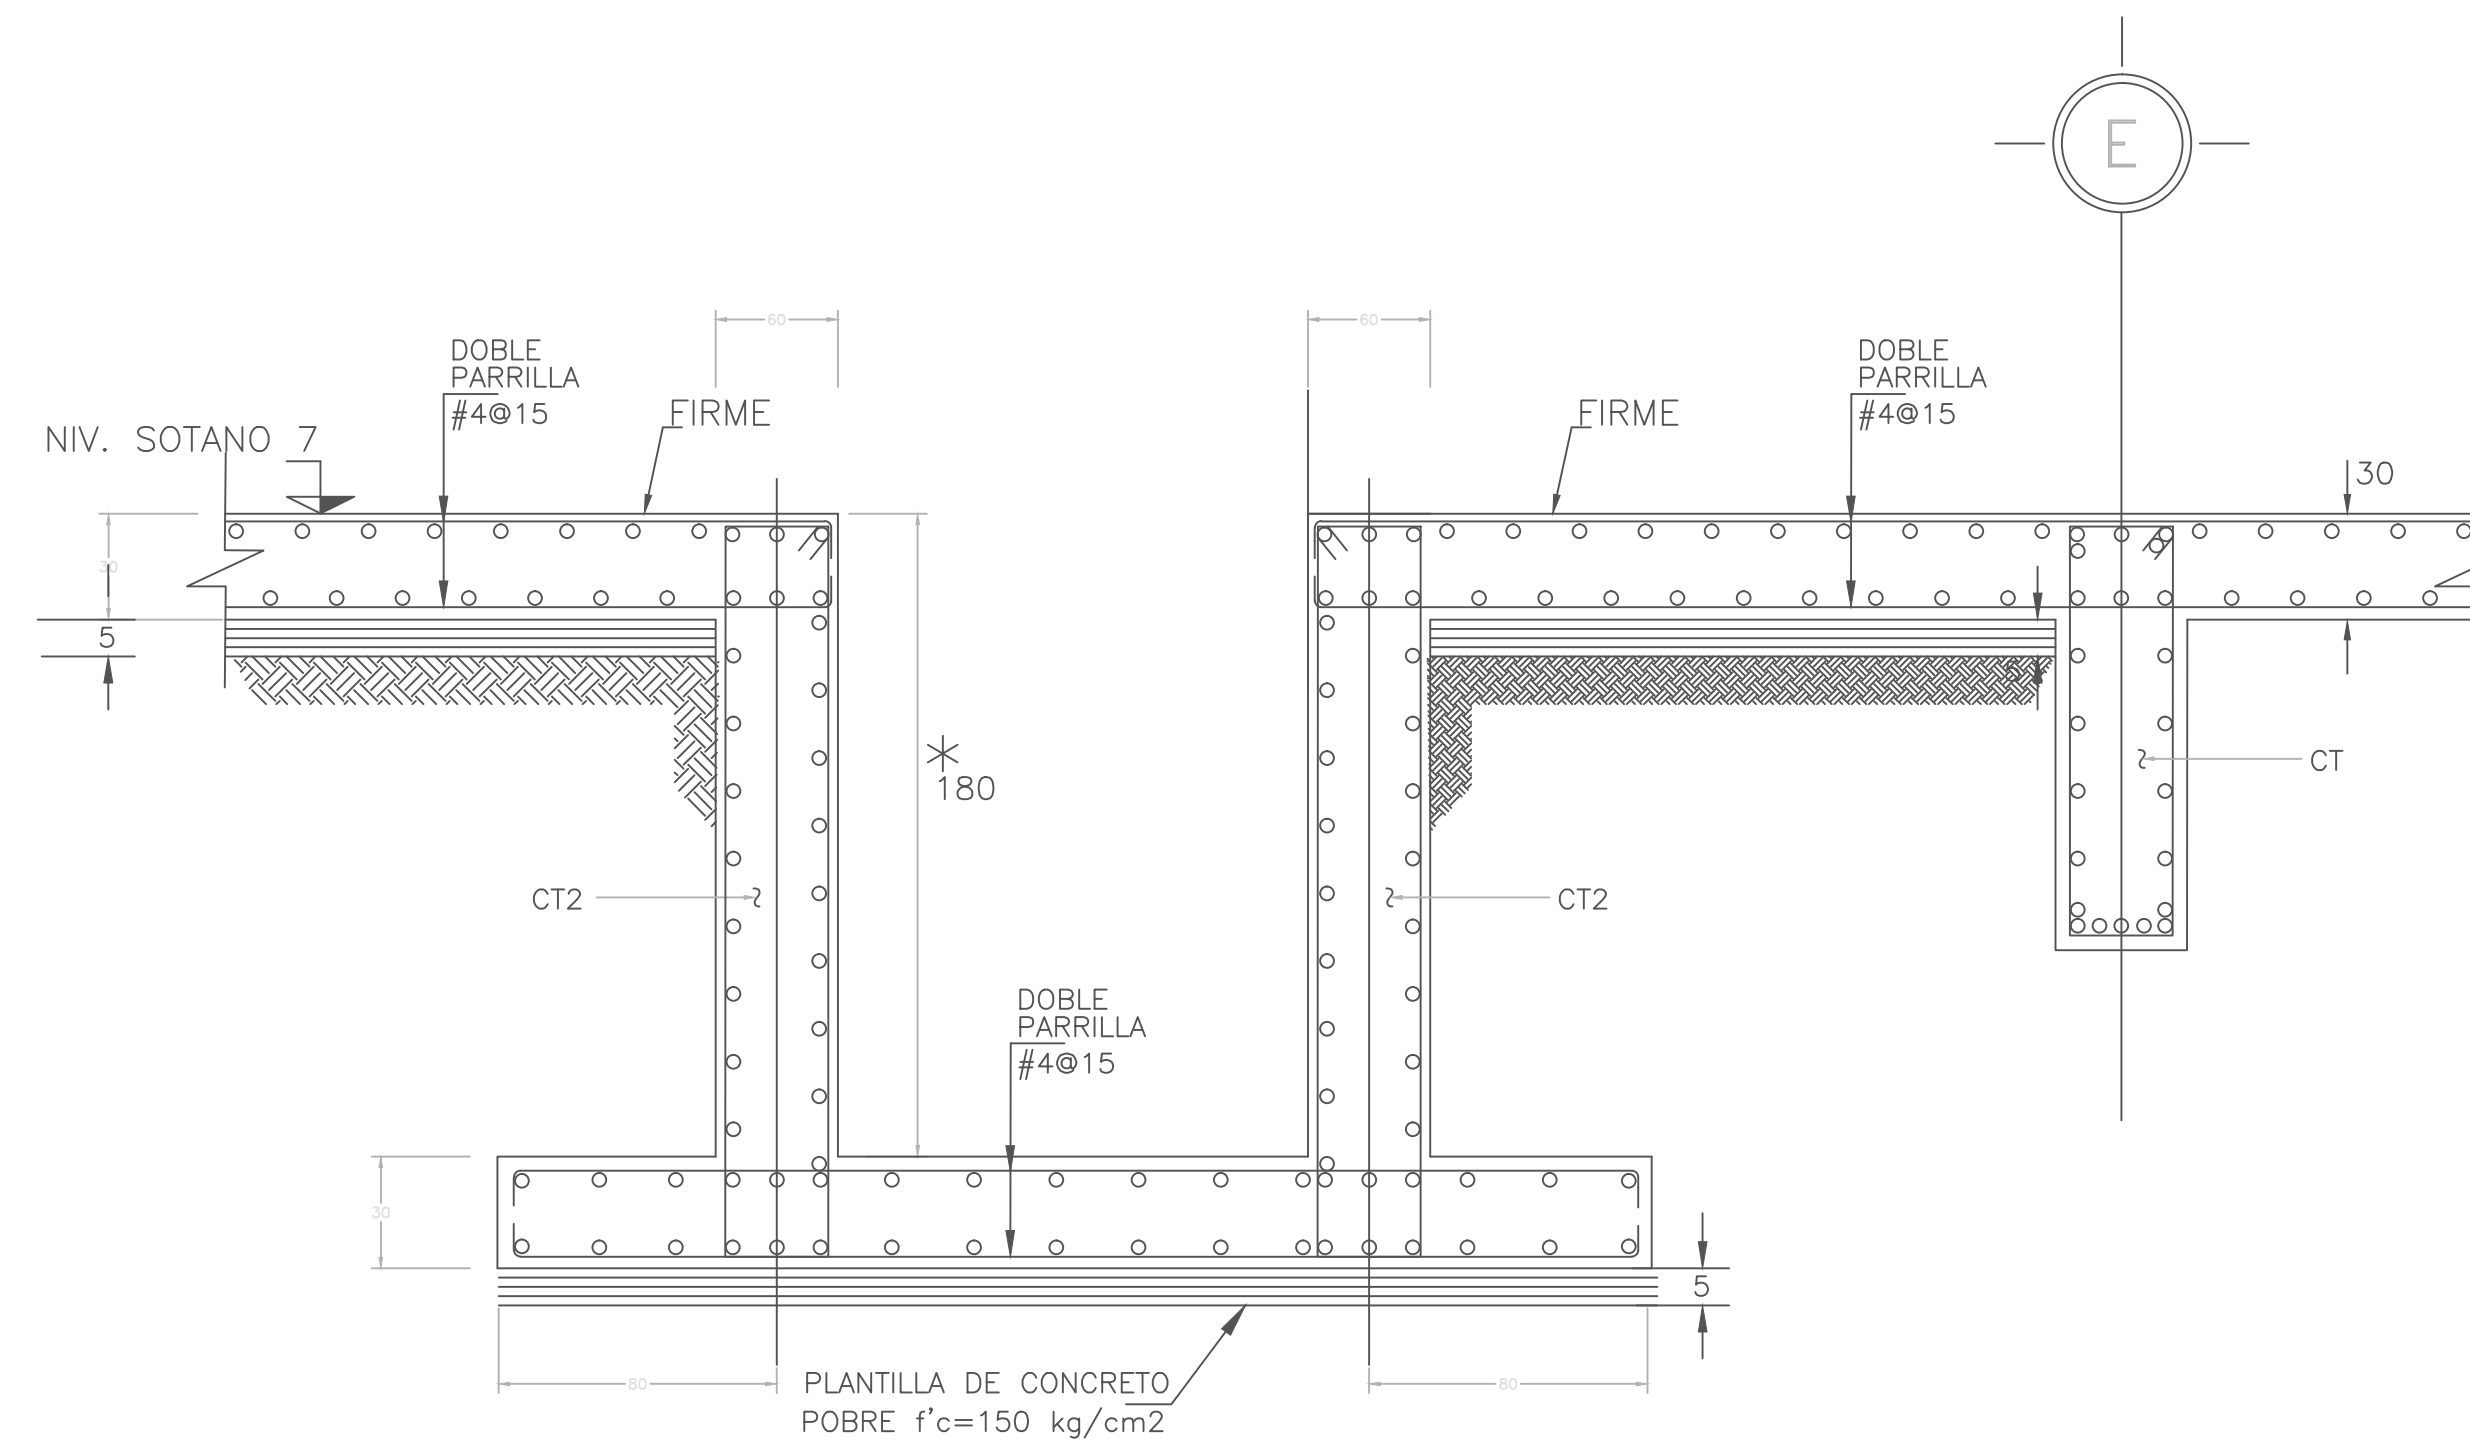 E
60
60
DOBLE
PARRILLA
#4@15
FIRME
DOBLE
PARRILLA
#4@15
FIRME
NIV. SOTANO 7
30
30
5
5
*
180
CT
CT2
CT2
DOBLE
PARRILLA
#4@15
30
5
80
80
PLANTILLA DE CONCRETO
POBRE f'c=150 kg/cm2